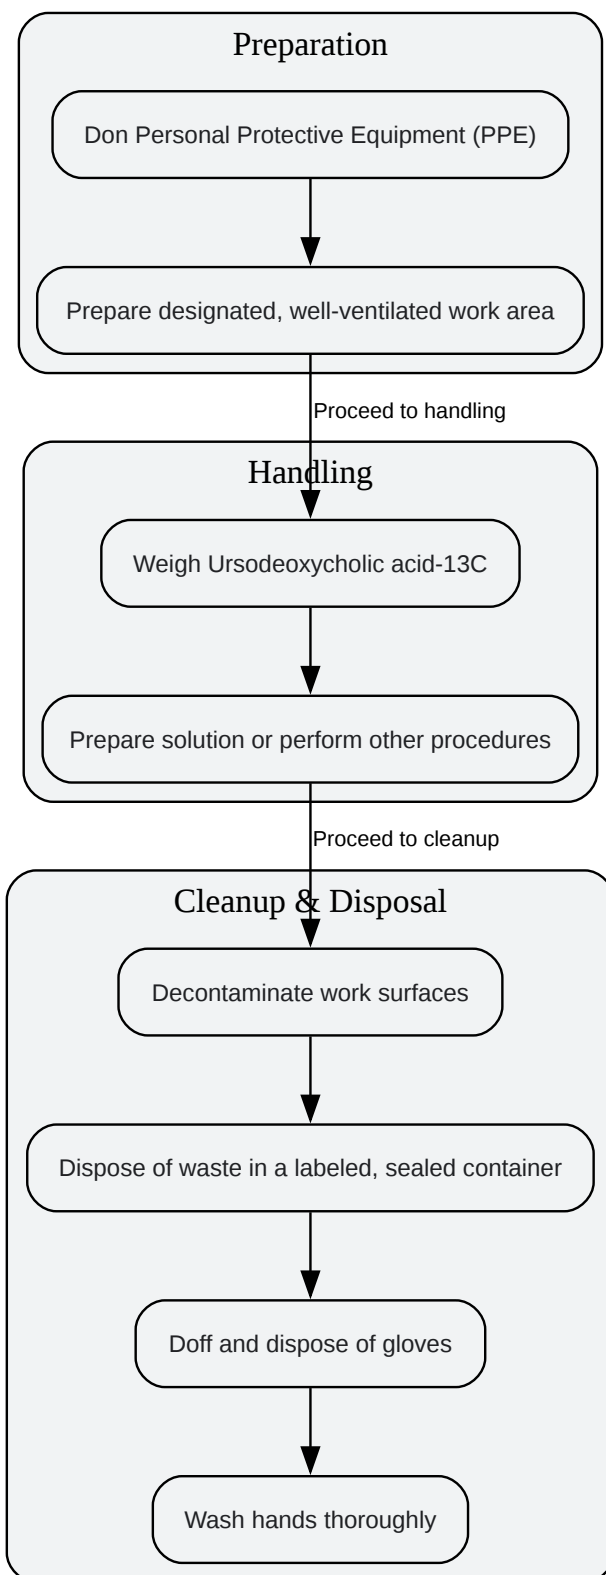 Preparation
Don Personal Protective Equipment (PPE)
Prepare designated, well-ventilated work area
Proceed to handling
Handling
Weigh Ursodeoxycholic acid-13C
Prepare solution or perform other procedures
Proceed to cleanup
Cleanup & Disposal
Decontaminate work surfaces
Dispose of waste in a labeled, sealed container
Doff and dispose of gloves
Wash hands thoroughly